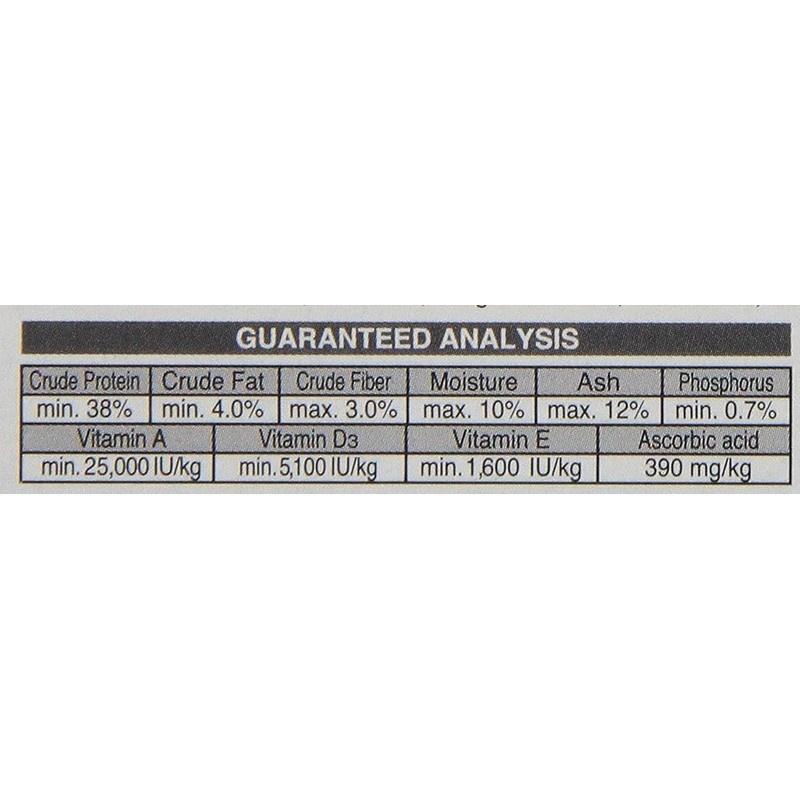 GUARANTEED ANALYSIS
Crude Protein Crude Fat Crude Fiber Moisture Ash Phosphorus
min. 38% min. 4.0% max. 3.0% max. 10% max. 12% min. 0.7%
Vitamin A Vitamin D3 Vitamin E Ascorbic acid
min. 25,000 IU/kg min. 5,100 IU/kg min. 1,600 IU/kg 390 mg/kg